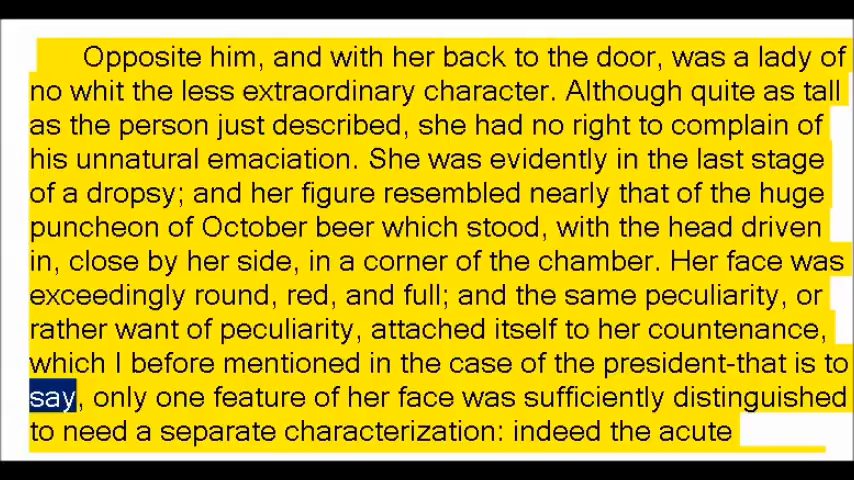 Opposite him, and with her back to the door, was a lady of
no whit the less extraordinary character. Although quite as tall
as the person just described, she had no right to complain of
his unnatural emaciation. She was evidently in the last stage
of a dropsy; and her figure resembled nearly that of the huge
puncheon of October beer which stood, with the head driven
in, close by her side, in a corner of the chamber. Her face was
exceedingly round, red, and full; and the same peculiarity, or
rather want of peculiarity, attached itself to her countenance,
which I before mentioned in the case of the president-that is to
say, only one feature of her face was sufficiently distinguished
to need a separate characterization: indeed the acute